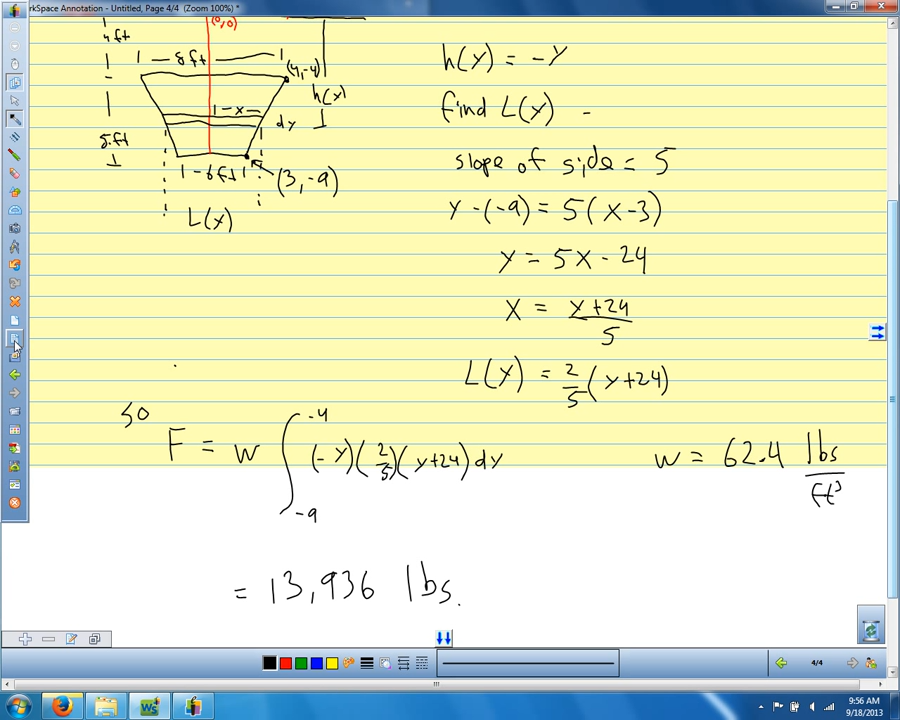 rkSpace Annotation - Untitled, Page 4/4 (Zoom 100%) *
(0,0)
4 ft
8 ft
(4,-4)
h(x)
x
dy
5 ft
6 ft
(3, -9)
L(x)
h(y) = -y
find L(y)
slope of side = 5
y-(-9) = 5(x-3)
y = 5x - 24
x = y+24
5
L(y) = 2/5 (y+24)
so
F = w ∫ -4 -9 (-y)(2/5)(y+24) dy
w = 62.4 lbs/ft³
= 13,936 lbs.
4/4
9:56 AM
9/18/2013